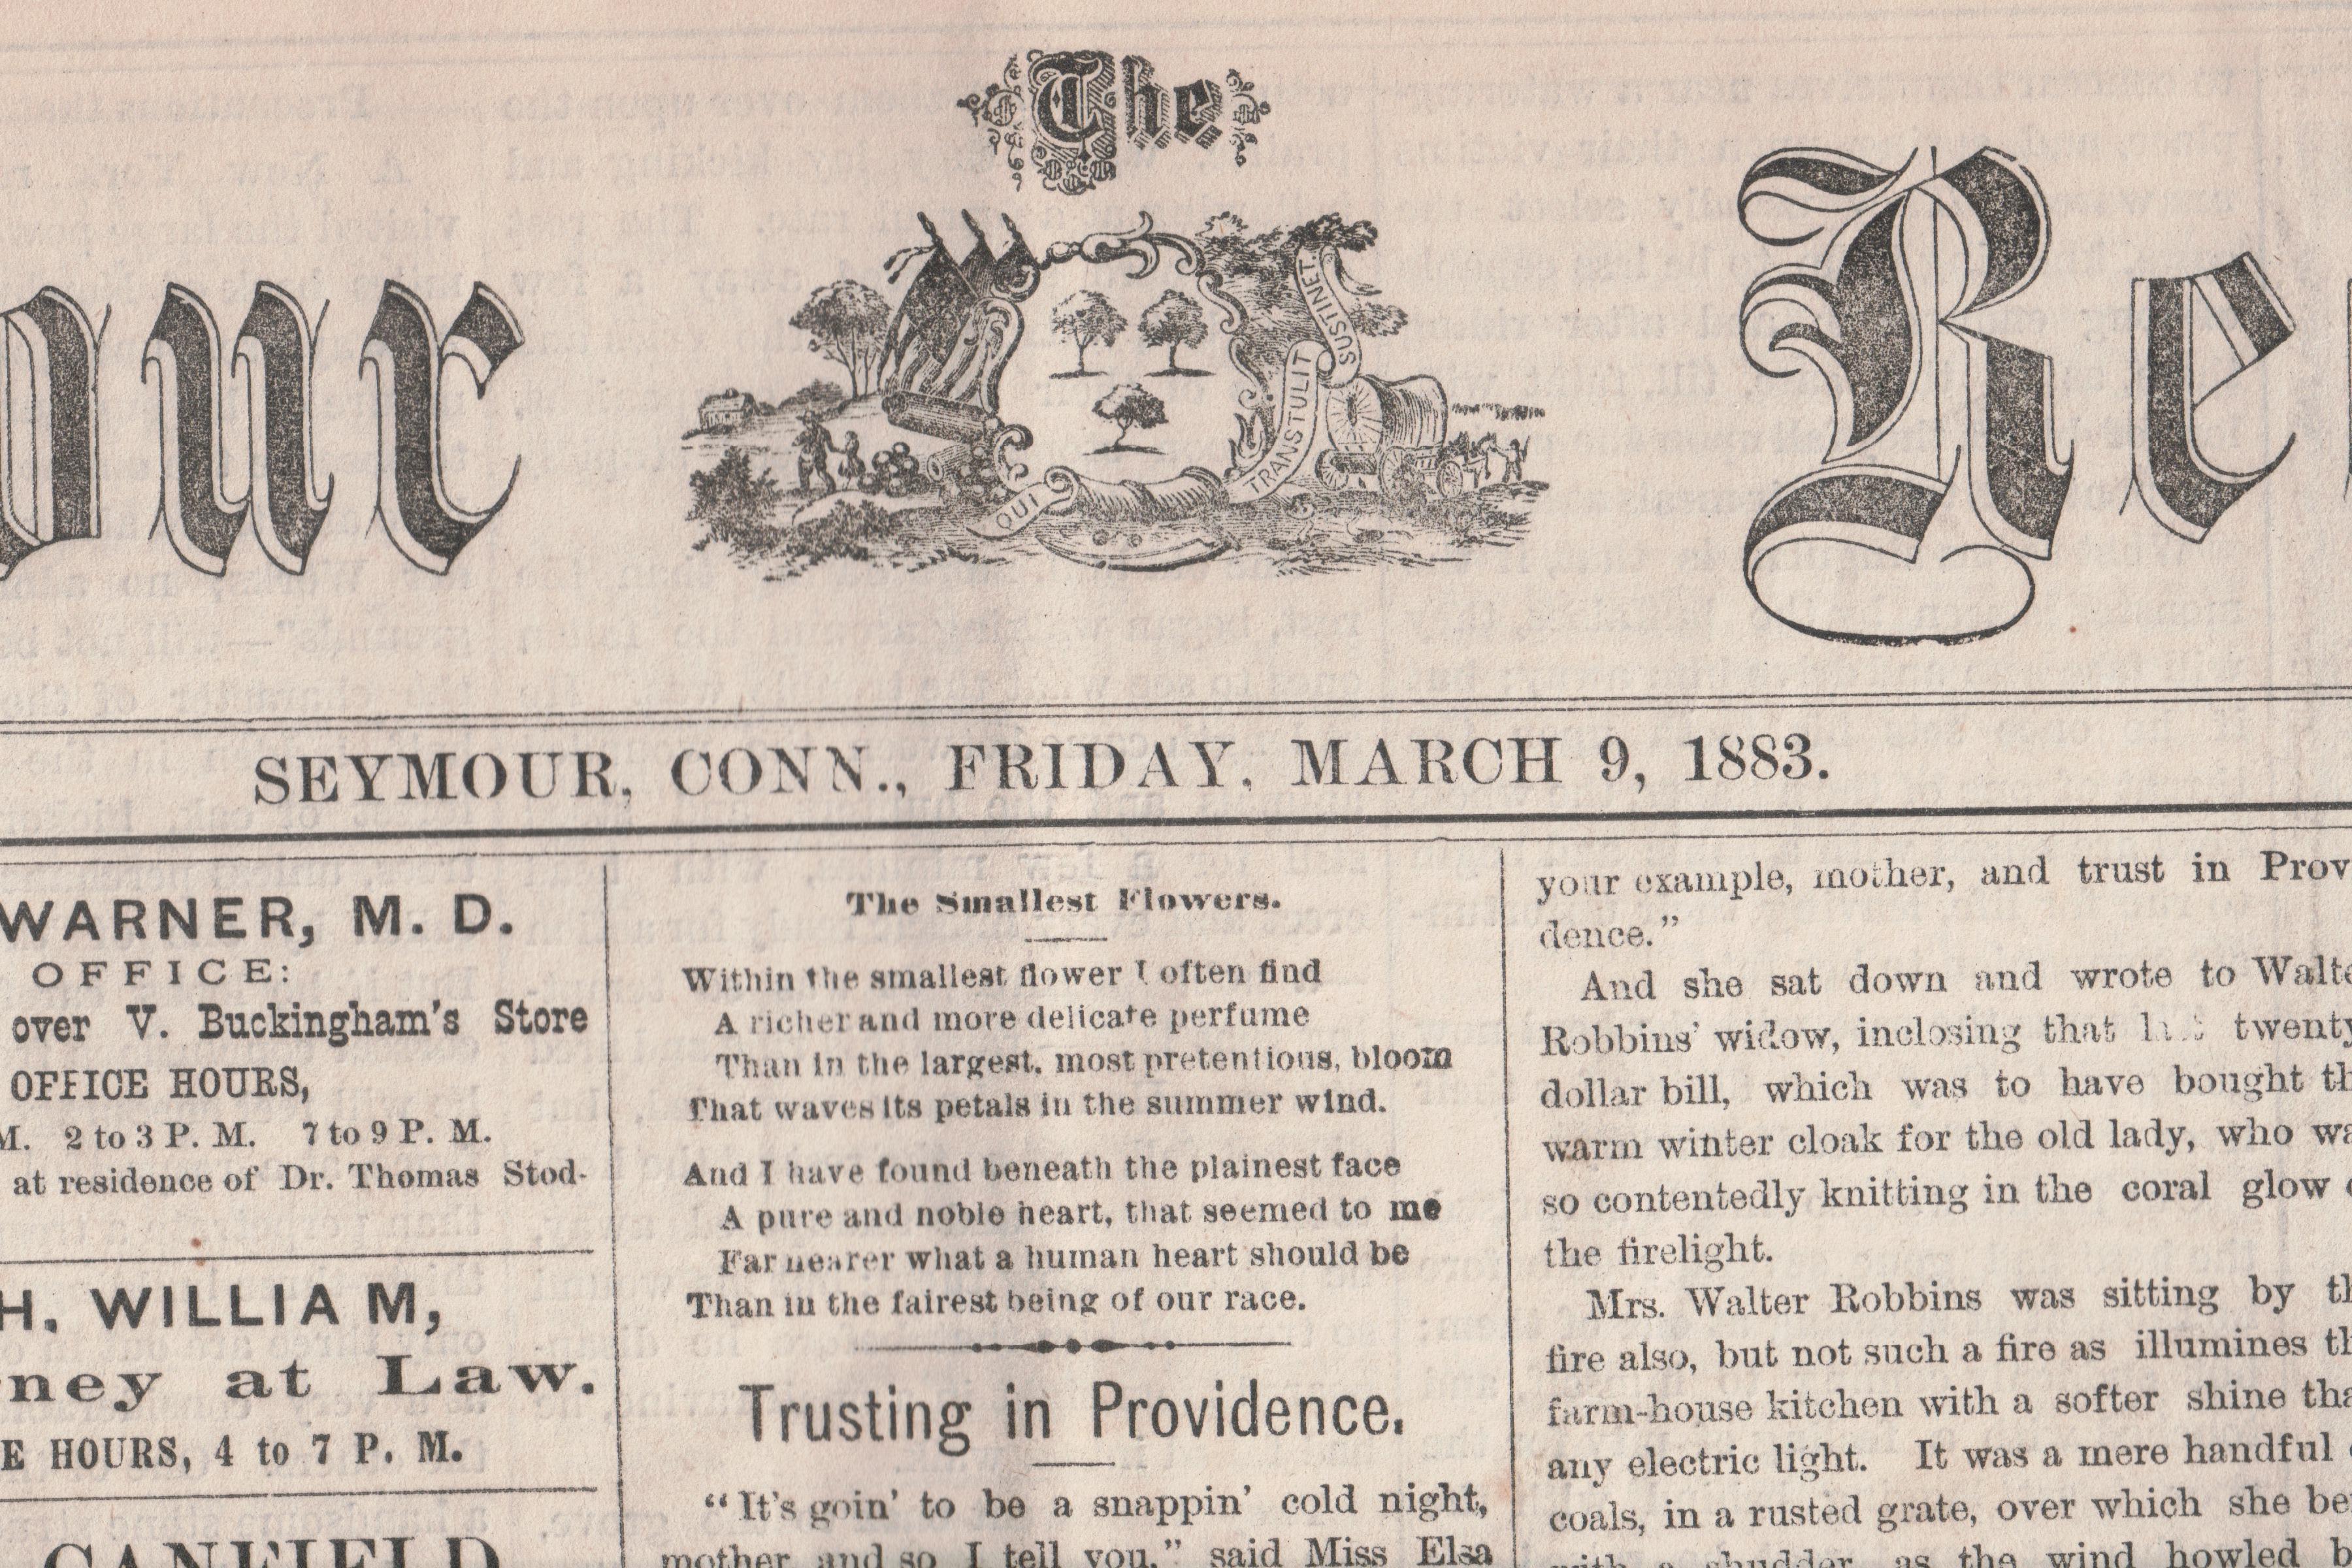 The
our Re
QUI TRANSTULIT SUSTINET
SEYMOUR, CONN., FRIDAY, MARCH 9, 1883.
WARNER, M. D.
OFFICE:
over V. Buckingham's Store
OFFICE HOURS,
M. 2 to 3 P. M. 7 to 9 P. M.
at residence of Dr. Thomas Stod-
H. WILLIAM,
ney at Law.
E HOURS, 4 to 7 P. M.
CANFIELD
The Smallest Flowers.
Within the smallest flower I often find
A richer and more delicate perfume
Than in the largest, most pretentious, bloom
That waves its petals in the summer wind.
And I have found beneath the plainest face
A pure and noble heart, that seemed to me
Far nearer what a human heart should be
Than in the fairest being of our race.
Trusting in Providence.
"It's goin' to be a snappin' cold night,
mother, and so I tell you," said Miss Elsa
your example, mother, and trust in Prov
dence."
And she sat down and wrote to Walte
Robbins' widow, inclosing that last twenty
dollar bill, which was to have bought th
warm winter cloak for the old lady, who wa
so contentedly knitting in the coral glow
the firelight.
Mrs. Walter Robbins was sitting by th
fire also, but not such a fire as illumines th
farm-house kitchen with a softer shine tha
any electric light. It was a mere handful
coals, in a rusted grate, over which she be
with a shudder, as the wind howled